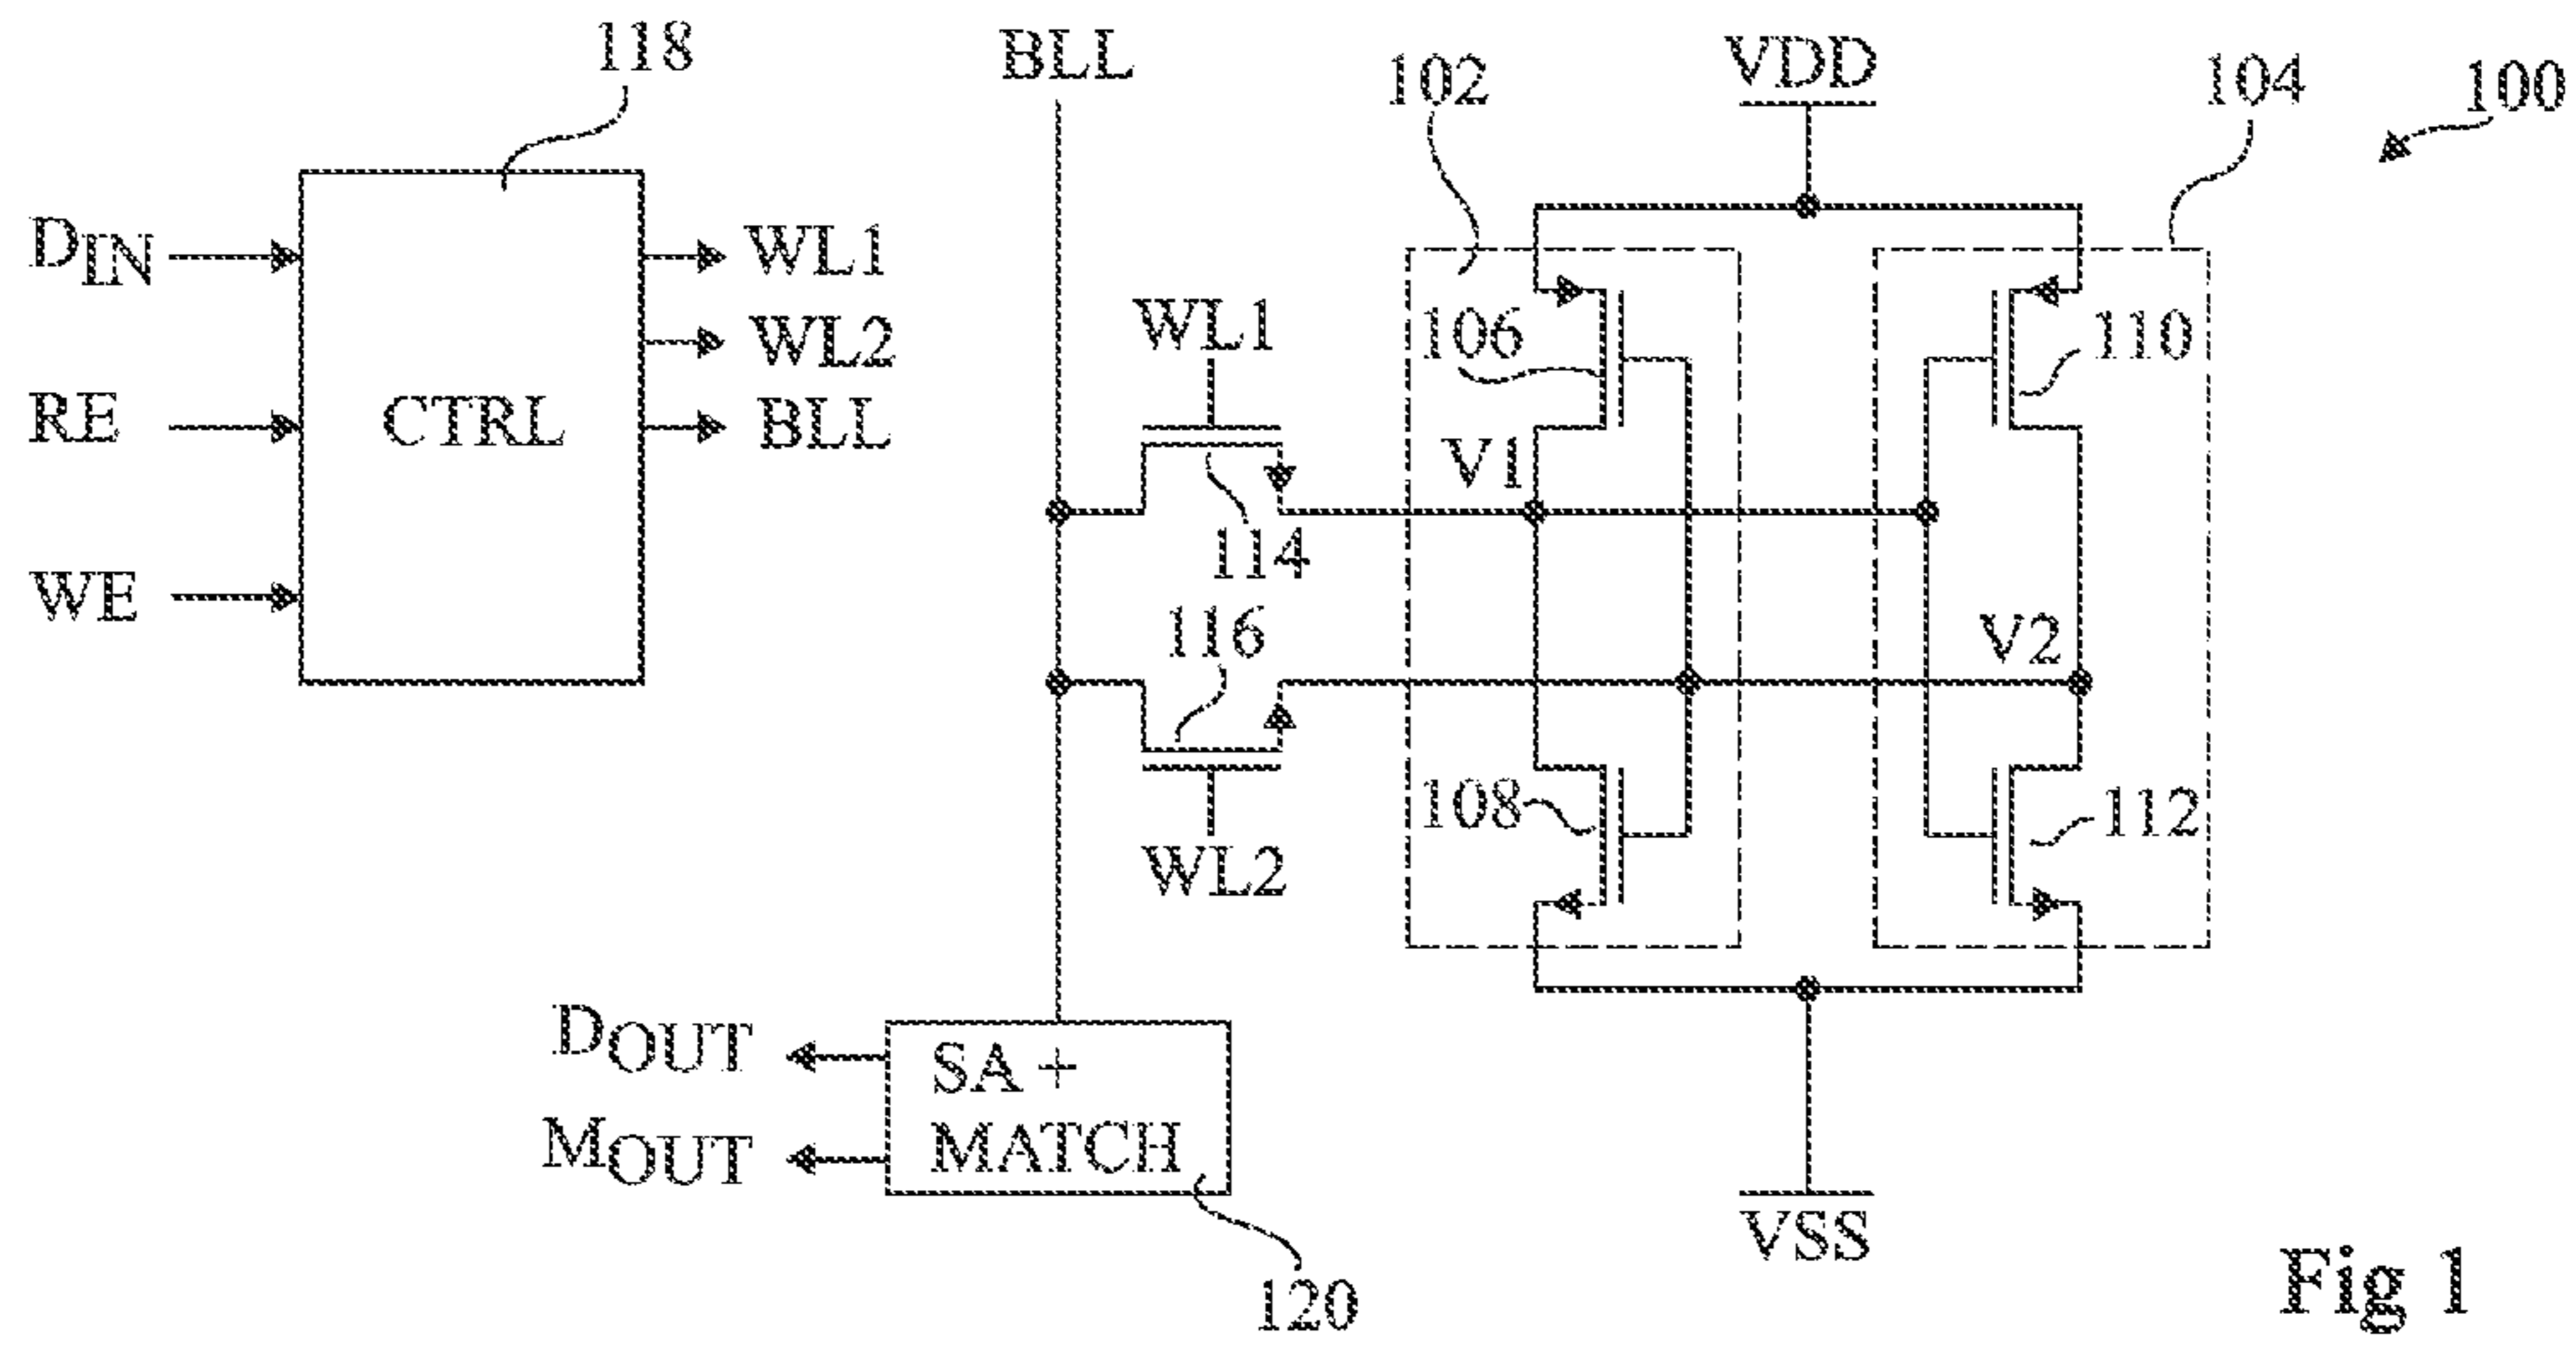 118
BLL
102
VDD
104
100
DIN
RE
WE
CTRL
WL1
WL2
BLL
WL1
106
110
V1
114
116
V2
108
112
WL2
DOUT
MOUT
SA +
MATCH
120
VSS
Fig 1